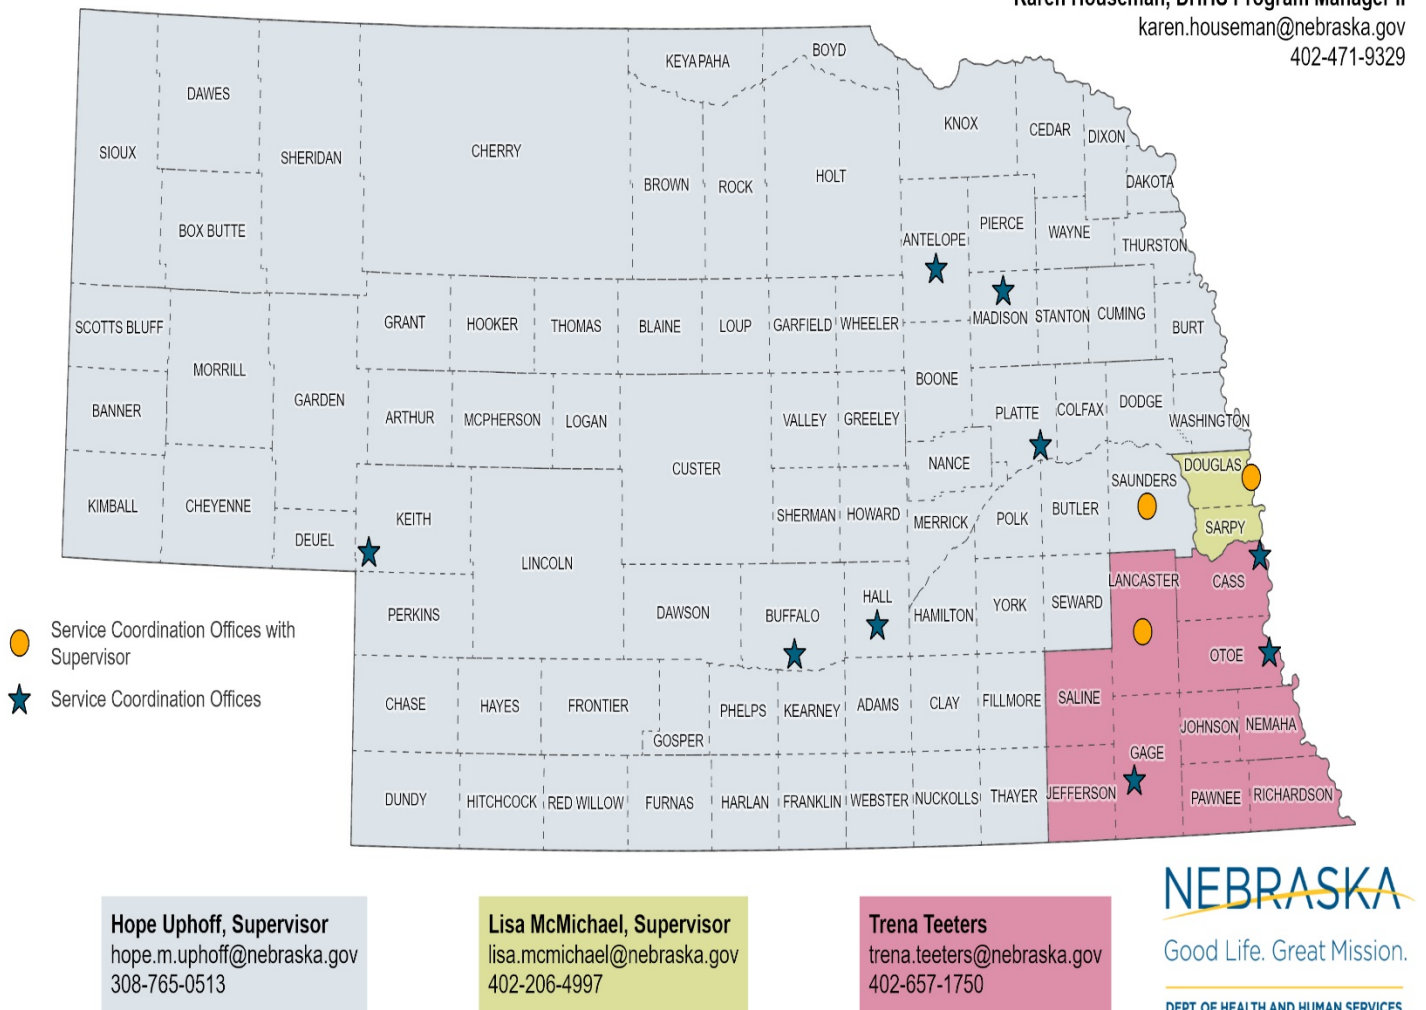 Karen Houseman, DHHS Program Manager II
karen.houseman@nebraska.gov
402-471-9329
KEYAPAHA
BOYD
DAWES
KNOX
CEDAR
DIXON
SIOUX
SHERIDAN
CHERRY
BROWN
ROCK
HOLT
DAKOTA
BOX BUTTE
PIERCE
ANTELOPE
WAYNE
THURSTON
SCOTTS BLUFF
GRANT
HOOKER
THOMAS
BLAINE
LOUP
GARFIELD
WHEELER
MADISON
STANTON
CUMING
BURT
MORRILL
BOONE
BANNER
GARDEN
ARTHUR
MCPHERSON
LOGAN
VALLEY
GREELEY
PLATTE
COLFAX
DODGE
WASHINGTON
NANCE
DOUGLAS
CUSTER
SAUNDERS
KIMBALL
CHEYENNE
KEITH
SHERMAN
HOWARD
MERRICK
POLK
BUTLER
SARPY
DEUEL
LINCOLN
LANCASTER
CASS
PERKINS
DAWSON
BUFFALO
HALL
HAMILTON
YORK
SEWARD
OTOE
Service Coordination Offices with
Supervisor
Service Coordination Offices
CHASE
HAYES
FRONTIER
GOSPER
PHELPS
KEARNEY
ADAMS
CLAY
FILLMORE
SALINE
JOHNSON
NEMAHA
GAGE
DUNDY
HITCHCOCK
RED WILLOW
FURNAS
HARLAN
FRANKLIN
WEBSTER
NUCKOLLS
THAYER
JEFFERSON
PAWNEE
RICHARDSON
Hope Uphoff, Supervisor
hope.m.uphoff@nebraska.gov
308-765-0513
Lisa McMichael, Supervisor
lisa.mcmichael@nebraska.gov
402-206-4997
Trena Teeters
trena.teeters@nebraska.gov
402-657-1750
NEBRASKA
Good Life. Great Mission.
DEPT. OF HEALTH AND HUMAN SERVICES